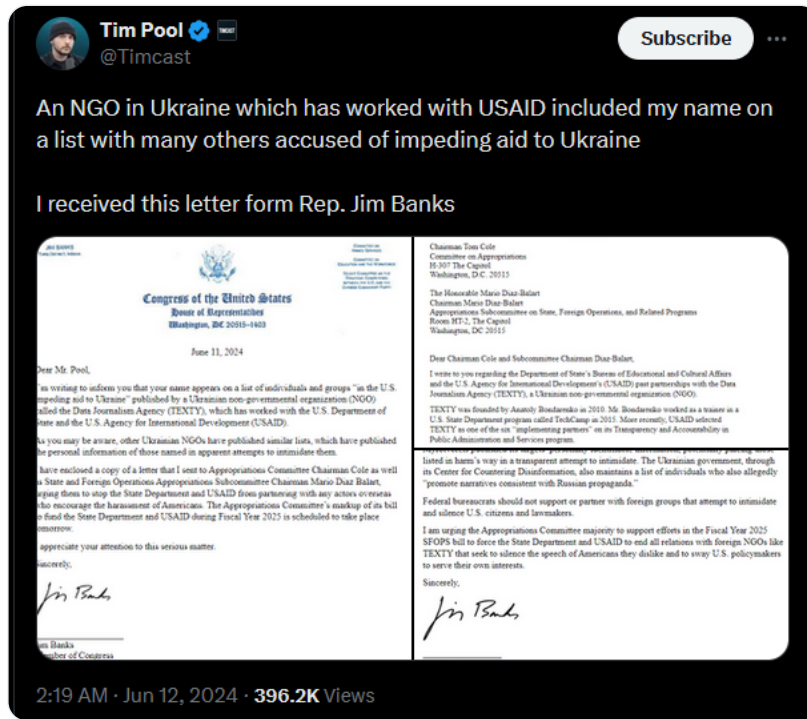 Tim Pool
@Timcast
Subscribe
An NGO in Ukraine which has worked with USAID included my name on
a list with many others accused of impeding aid to Ukraine
I received this letter form Rep. Jim Banks
Congress of the United States
House of Representatives
Washington, DC 20515-1403
June 11, 2024
Dear Mr. Pool,
I'm writing to inform you that your name appears on a list of individuals and groups "in the U.S.
impeding aid to Ukraine" published by a Ukrainian non-governmental organization (NGO)
called the Data Journalism Agency (TEXTY), which has worked with the U.S. Department of
State and the U.S. Agency for International Development (USAID).
As you may be aware, other Ukrainian NGOs have published similar lists, which have published
the personal information of those named in apparent attempts to intimidate them.
I have enclosed a copy of a letter that I sent to Appropriations Committee Chairman Cole as well
as State and Foreign Operations Appropriations Subcommittee Chairman Mario Diaz Balart,
urging them to stop the State Department and USAID from partnering with any actors overseas
who encourage the harassment of Americans. The Appropriations Committee's markup of its bill
to fund the State Department and USAID during Fiscal Year 2025 is scheduled to take place
tomorrow.
I appreciate your attention to this serious matter.
Sincerely,
Jim Banks
Jim Banks
Member of Congress
Chairman Tom Cole
Committee on Appropriations
H-307 The Capitol
Washington, D.C. 20515
The Honorable Mario Diaz-Balart
Chairman Mario Diaz-Balart
Appropriations Subcommittee on State, Foreign Operations, and Related Programs
Room HT-2, The Capitol
Washington, DC 20515
Dear Chairman Cole and Subcommittee Chairman Diaz-Balart,
I write to you regarding the Department of State's Bureau of Educational and Cultural Affairs
and the U.S. Agency for International Development's (USAID) past partnerships with the Data
Journalism Agency (TEXTY), a Ukrainian non-governmental organization (NGO).
TEXTY was founded by Anatoly Bondarenko in 2010. Mr. Bondarenko worked as a trainer in a
U.S. State Department program called TechCamp in 2015. More recently, USAID selected
TEXTY as one of the six "implementing partners" on its Transparency and Accountability in
Public Administration and Services program.
listed in harm's way in a transparent attempt to intimidate. The Ukrainian government, through
its Center for Countering Disinformation, also maintains a list of individuals who also allegedly
"promote narratives consistent with Russian propaganda."
Federal bureaucrats should not support or partner with foreign groups that attempt to intimidate
and silence U.S. citizens and lawmakers.
I am urging the Appropriations Committee majority to support efforts in the Fiscal Year 2025
SFOPS bill to force the State Department and USAID to end all relations with foreign NGOs like
TEXTY that seek to silence the speech of Americans they dislike and to sway U.S. policymakers
to serve their own interests.
Sincerely,
Jim Banks
2:19 AM · Jun 12, 2024 · 396.2K Views